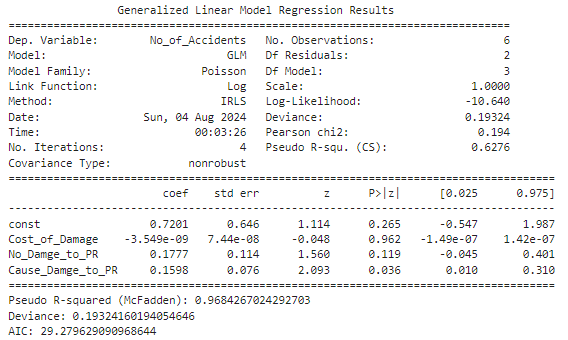 Generalized Linear Model Regression Results
==============================================================================
Dep. Variable: No_of_Accidents No. Observations: 6
Model: GLM Df Residuals: 2
Model Family: Poisson Df Model: 3
Link Function: Log Scale: 1.0000
Method: IRLS Log-Likelihood: -10.640
Date: Sun, 04 Aug 2024 Deviance: 0.19324
Time: 00:03:26 Pearson chi2: 0.194
No. Iterations: 4 Pseudo R-squ. (CS): 0.6276
Covariance Type: nonrobust
=====================================================================================
coef std err z P>|z| [0.025 0.975]
-------------------------------------------------------------------------------------
const 0.7201 0.646 1.114 0.265 -0.547 1.987
Cost_of_Damage -3.549e-09 7.44e-08 -0.048 0.962 -1.49e-07 1.42e-07
No_Damge_to_PR 0.1777 0.114 1.560 0.119 -0.045 0.401
Cause_Damge_to_PR 0.1598 0.076 2.093 0.036 0.010 0.310
=====================================================================================
Pseudo R-squared (McFadden): 0.9684267024292703
Deviance: 0.19324160194054646
AIC: 29.279629090968644